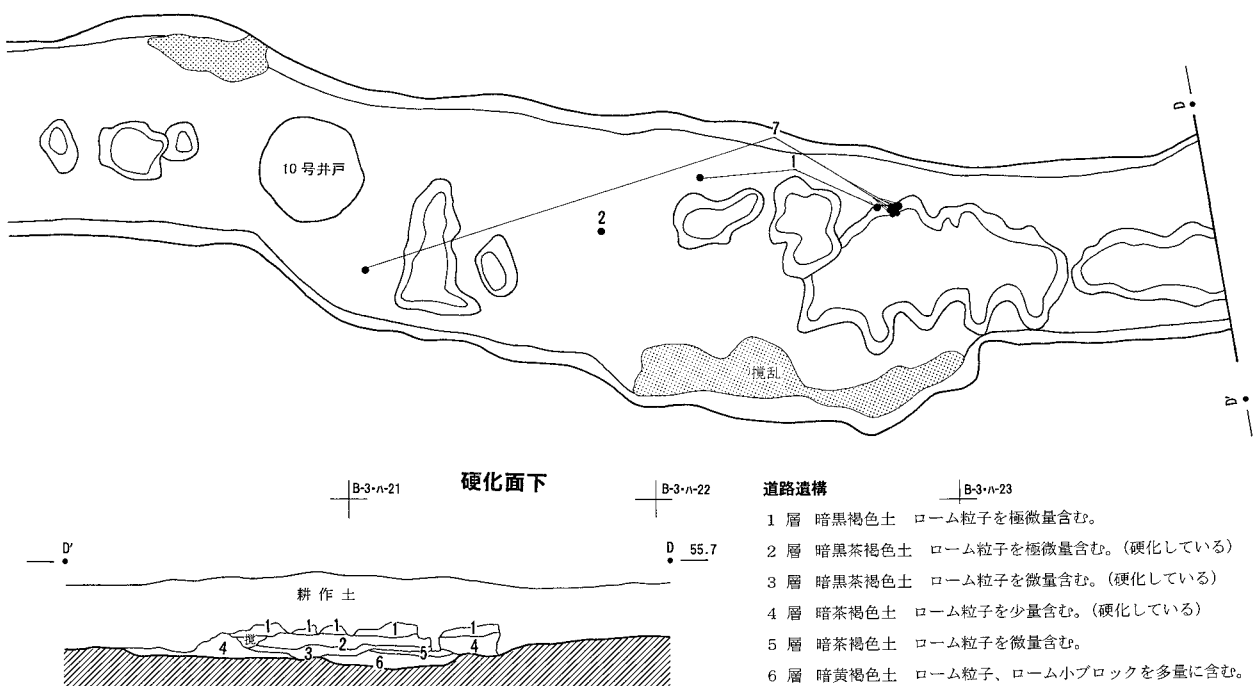 D
7
10号井戸
1
2
攪乱
D'
B-3・ハ-21
硬化面下
B-3・ハ-22
道路遺構
B-3・ハ-23
1 層 暗黒褐色土 ローム粒子を極微量含む。
2 層 暗黒茶褐色土 ローム粒子を極微量含む。(硬化している)
3 層 暗黒茶褐色土 ローム粒子を微量含む。(硬化している)
4 層 暗茶褐色土 ローム粒子を少量含む。(硬化している)
5 層 暗茶褐色土 ローム粒子を微量含む。
6 層 暗黄褐色土 ローム粒子、ローム小ブロックを多量に含む。
D'
D 55.7
耕作土
1 1 1 1 1
4 攪 2 4
3 5
6